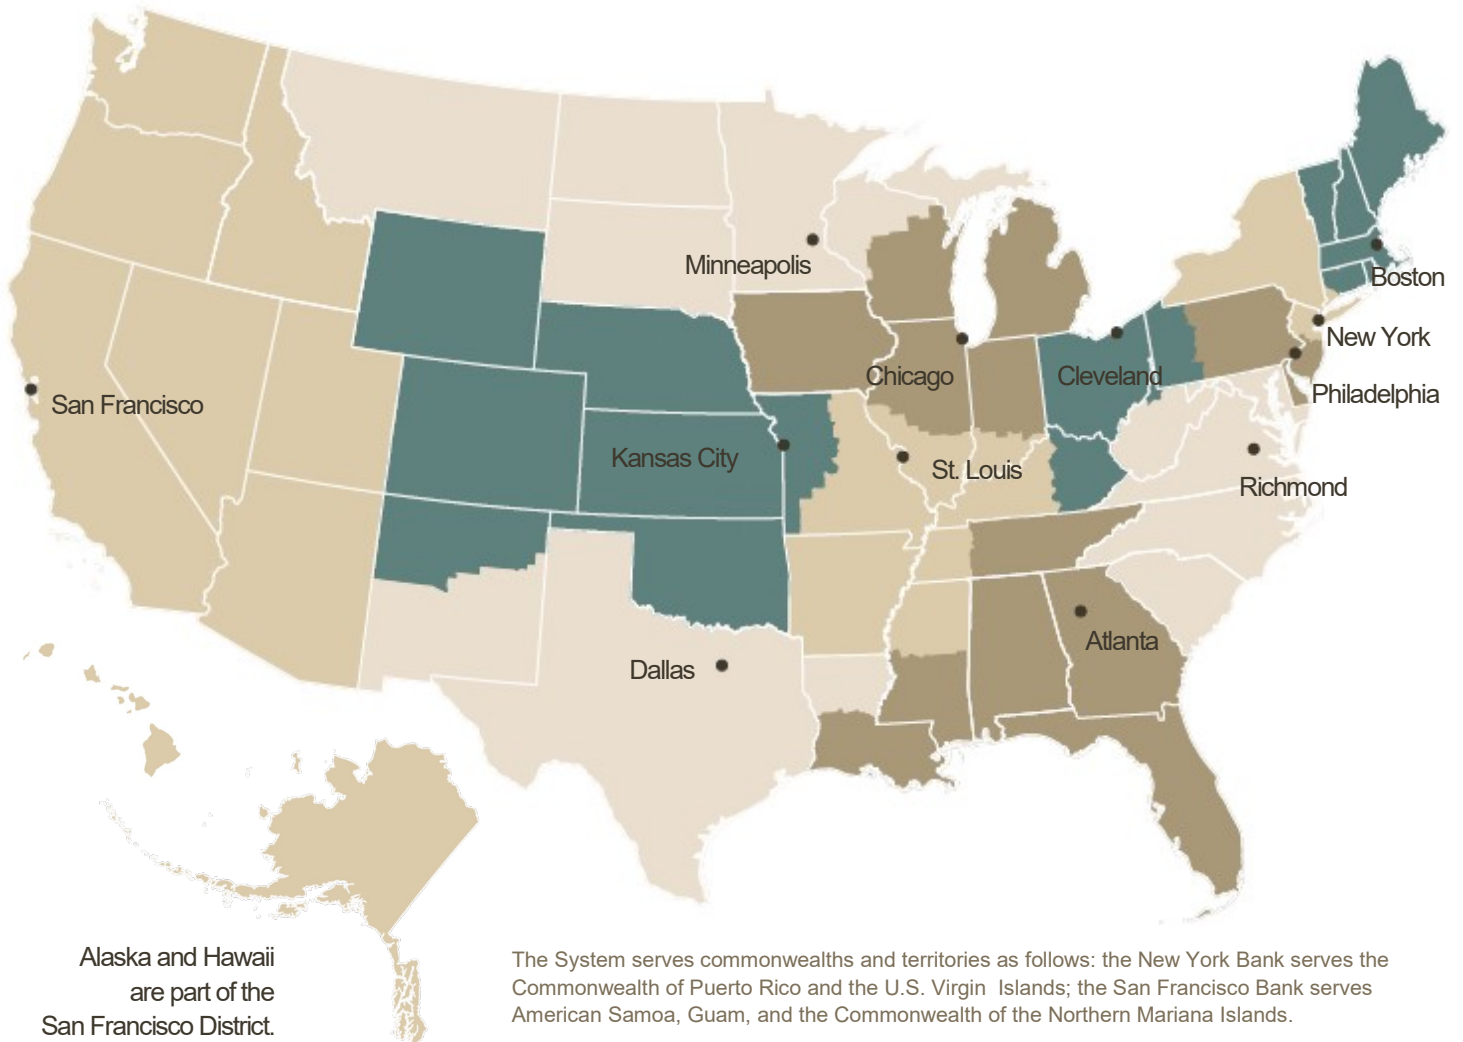 Minneapolis
Boston
New York
Chicago
Cleveland
Philadelphia
San Francisco
Kansas City
St. Louis
Richmond
Atlanta
Dallas
Alaska and Hawaii
are part of the
San Francisco District.
The System serves commonwealths and territories as follows: the New York Bank serves the
Commonwealth of Puerto Rico and the U.S. Virgin Islands; the San Francisco Bank serves
American Samoa, Guam, and the Commonwealth of the Northern Mariana Islands.